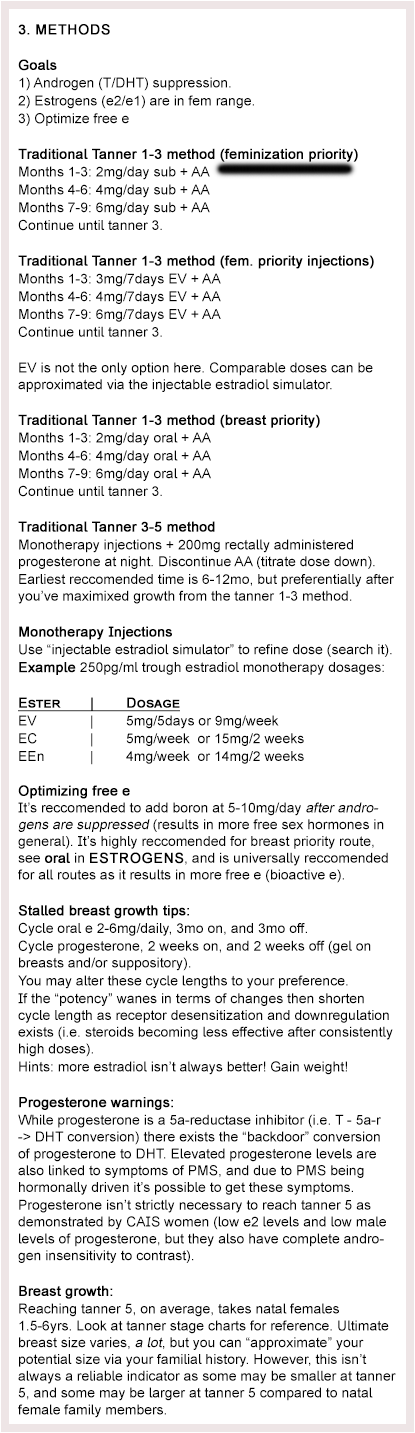 3. METHODS
Goals
1) Androgen (T/DHT) suppression.
2) Estrogens (e2/e1) are in fem range.
3) Optimize free e
Traditional Tanner 1-3 method (feminization priority)
Months 1-3: 2mg/day sub + AA
Months 4-6: 4mg/day sub + AA
Months 7-9: 6mg/day sub + AA
Continue until tanner 3.
Traditional Tanner 1-3 method (fem. priority injections)
Months 1-3: 3mg/7days EV + AA
Months 4-6: 4mg/7days EV + AA
Months 7-9: 6mg/7days EV + AA
Continue until tanner 3.
EV is not the only option here. Comparable doses can be
approximated via the injectable estradiol simulator.
Traditional Tanner 1-3 method (breast priority)
Months 1-3: 2mg/day oral + AA
Months 4-6: 4mg/day oral + AA
Months 7-9: 6mg/day oral + AA
Continue until tanner 3.
Traditional Tanner 3-5 method
Monotherapy injections + 200mg rectally administered
progesterone at night. Discontinue AA (titrate dose down).
Earliest reccomended time is 6-12mo, but preferentially after
you've maximixed growth from the tanner 1-3 method.
Monotherapy Injections
Use "injectable estradiol simulator" to refine dose (search it).
Example 250pg/ml trough estradiol monotherapy dosages:
ESTER | DOSAGE
EV | 5mg/5days or 9mg/week
EC | 5mg/week or 15mg/2 weeks
EEn | 4mg/week or 14mg/2 weeks
Optimizing free e
It's reccomended to add boron at 5-10mg/day after andro-
gens are suppressed (results in more free sex hormones in
general). It's highly reccomended for breast priority route,
see oral in ESTROGENS, and is universally reccomended
for all routes as it results in more free e (bioactive e).
Stalled breast growth tips:
Cycle oral e 2-6mg/daily, 3mo on, and 3mo off.
Cycle progesterone, 2 weeks on, and 2 weeks off (gel on
breasts and/or suppository).
You may alter these cycle lengths to your preference.
If the "potency" wanes in terms of changes then shorten
cycle length as receptor desensitization and downregulation
exists (i.e. steroids becoming less effective after consistently
high doses).
Hints: more estradiol isn't always better! Gain weight!
Progesterone warnings:
While progesterone is a 5a-reductase inhibitor (i.e. T - 5a-r
-> DHT conversion) there exists the "backdoor" conversion
of progesterone to DHT. Elevated progesterone levels are
also linked to symptoms of PMS, and due to PMS being
hormonally driven it's possible to get these symptoms.
Progesterone isn't strictly necessary to reach tanner 5 as
demonstrated by CAIS women (low e2 levels and low male
levels of progesterone, but they also have complete andro-
gen insensitivity to contrast).
Breast growth:
Reaching tanner 5, on average, takes natal females
1.5-6yrs. Look at tanner stage charts for reference. Ultimate
breast size varies, a lot, but you can "approximate" your
potential size via your familial history. However, this isn't
always a reliable indicator as some may be smaller at tanner
5, and some may be larger at tanner 5 compared to natal
female family members.